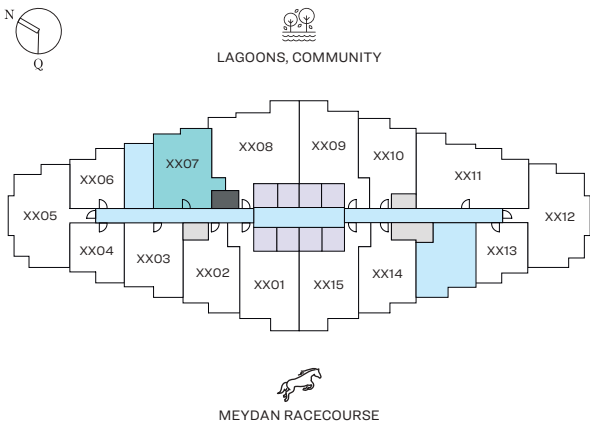 N
Q
LAGOONS, COMMUNITY
XX08
XX09
XX10
XX07
XX06
XX11
XX05
XX12
XX04
XX03
XX02
XX01
XX15
XX14
XX13
MEYDAN RACECOURSE